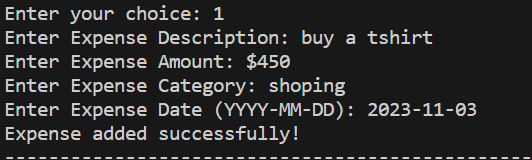 Enter your choice: 1
Enter Expense Description: buy a tshirt
Enter Expense Amount: $450
Enter Expense Category: shoping
Enter Expense Date (YYYY-MM-DD): 2023-11-03
Expense added successfully!
--------------------------------------------